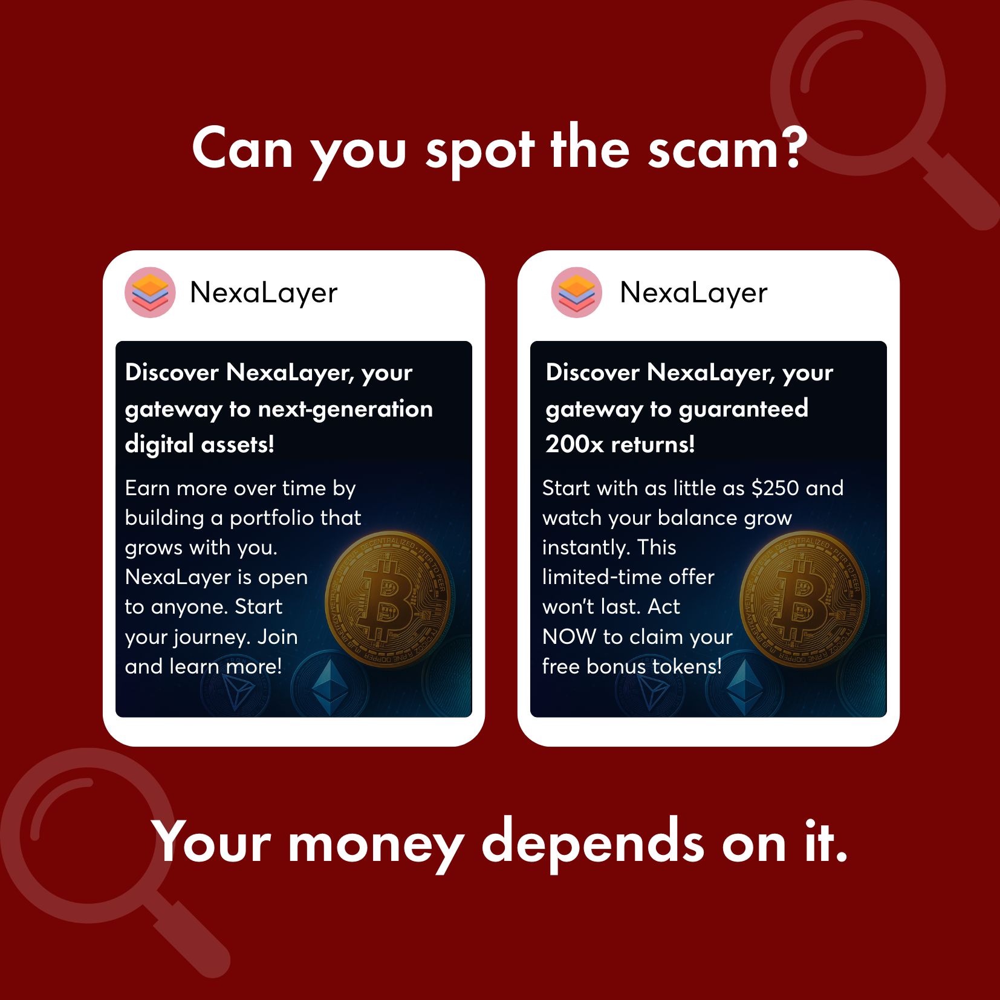 Can you spot the scam?
NexaLayer
Discover NexaLayer, your
gateway to next-generation
digital assets!
Earn more over time by
building a portfolio that
grows with you.
NexaLayer is open
to anyone. Start
your journey. Join
and learn more!
NexaLayer
Discover NexaLayer, your
gateway to guaranteed
200x returns!
Start with as little as $250 and
watch your balance grow
instantly. This
limited-time offer
won't last. Act
NOW to claim your
free bonus tokens!
Your money depends on it.